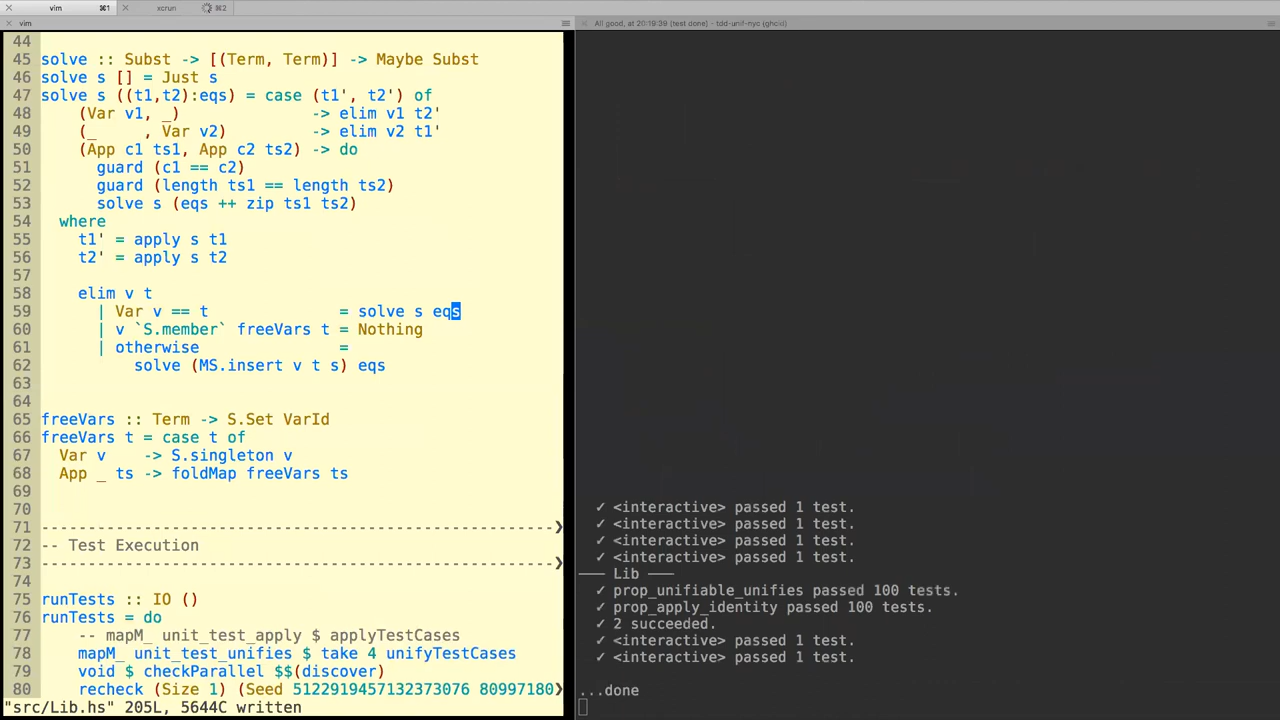 vim ⌘1
xcrun ⌘2
vim
All good, at 20:19:39 [test done] - tdd-unif-nyc (ghcid)
44
45 solve :: Subst -> [(Term, Term)] -> Maybe Subst
46 solve s [] = Just s
47 solve s ((t1,t2):eqs) = case (t1', t2') of
48     (Var v1, _)               -> elim v1 t2'
49     (_     , Var v2)          -> elim v2 t1'
50     (App c1 ts1, App c2 ts2) -> do
51       guard (c1 == c2)
52       guard (length ts1 == length ts2)
53       solve s (eqs ++ zip ts1 ts2)
54   where
55     t1' = apply s t1
56     t2' = apply s t2
57
58     elim v t
59       | Var v == t               = solve s eqs
60       | v `S.member` freeVars t = Nothing
61       | otherwise                =
62           solve (MS.insert v t s) eqs
63
64
65 freeVars :: Term -> S.Set VarId
66 freeVars t = case t of
67   Var v    -> S.singleton v
68   App _ ts -> foldMap freeVars ts
69
70
71 --------------------------------------------------------❯
72 -- Test Execution
73 --------------------------------------------------------❯
74
75 runTests :: IO ()
76 runTests = do
77     -- mapM_ unit_test_apply $ applyTestCases
78     mapM_ unit_test_unifies $ take 4 unifyTestCases
79     void $ checkParallel $$(discover)
80     recheck (Size 1) (Seed 5122919457132373076 80997180❯
"src/Lib.hs" 205L, 5644C written
✓ <interactive> passed 1 test.
✓ <interactive> passed 1 test.
✓ <interactive> passed 1 test.
✓ <interactive> passed 1 test.
━━━ Lib ━━━
✓ prop_unifiable_unifies passed 100 tests.
✓ prop_apply_identity passed 100 tests.
✓ 2 succeeded.
✓ <interactive> passed 1 test.
✓ <interactive> passed 1 test.
...done